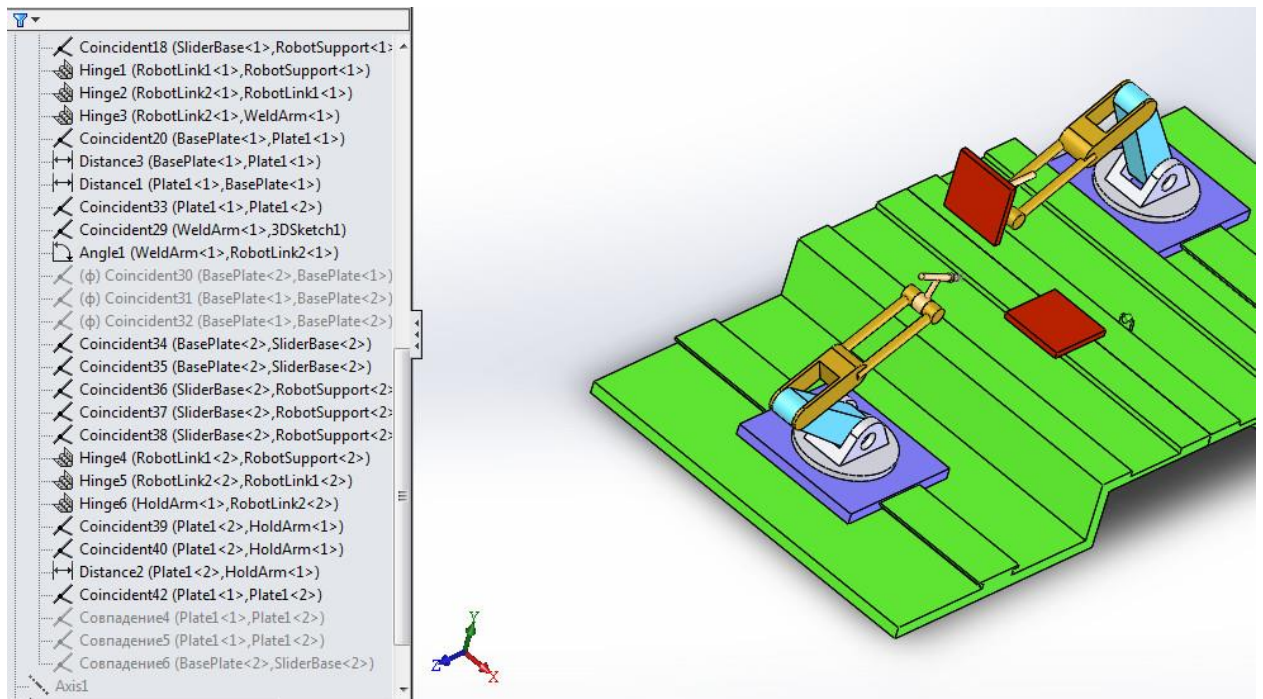 Coincident18 (SliderBase<1>,RobotSupport<1>
Hinge1 (RobotLink1<1>,RobotSupport<1>)
Hinge2 (RobotLink2<1>,RobotLink1<1>)
Hinge3 (RobotLink2<1>,WeldArm<1>)
Coincident20 (BasePlate<1>,Plate1<1>)
Distance3 (BasePlate<1>,Plate1<1>)
Distance1 (Plate1<1>,BasePlate<1>)
Coincident33 (Plate1<1>,Plate1<2>)
Coincident29 (WeldArm<1>,3DSketch1)
Angle1 (WeldArm<1>,RobotLink2<1>)
(ф) Coincident30 (BasePlate<2>,BasePlate<1>)
(ф) Coincident31 (BasePlate<1>,BasePlate<2>)
(ф) Coincident32 (BasePlate<1>,BasePlate<2>)
Coincident34 (BasePlate<2>,SliderBase<2>)
Coincident35 (BasePlate<2>,SliderBase<2>)
Coincident36 (SliderBase<2>,RobotSupport<2>
Coincident37 (SliderBase<2>,RobotSupport<2>
Coincident38 (SliderBase<2>,RobotSupport<2>
Hinge4 (RobotLink1<2>,RobotSupport<2>)
Hinge5 (RobotLink2<2>,RobotLink1<2>)
Hinge6 (HoldArm<1>,RobotLink2<2>)
Coincident39 (Plate1<2>,HoldArm<1>)
Coincident40 (Plate1<2>,HoldArm<1>)
Distance2 (Plate1<2>,HoldArm<1>)
Coincident42 (Plate1<1>,Plate1<2>)
Совпадение4 (Plate1<1>,Plate1<2>)
Совпадение5 (Plate1<1>,Plate1<2>)
Совпадение6 (BasePlate<2>,SliderBase<2>)
Axis1
Y
Z
X